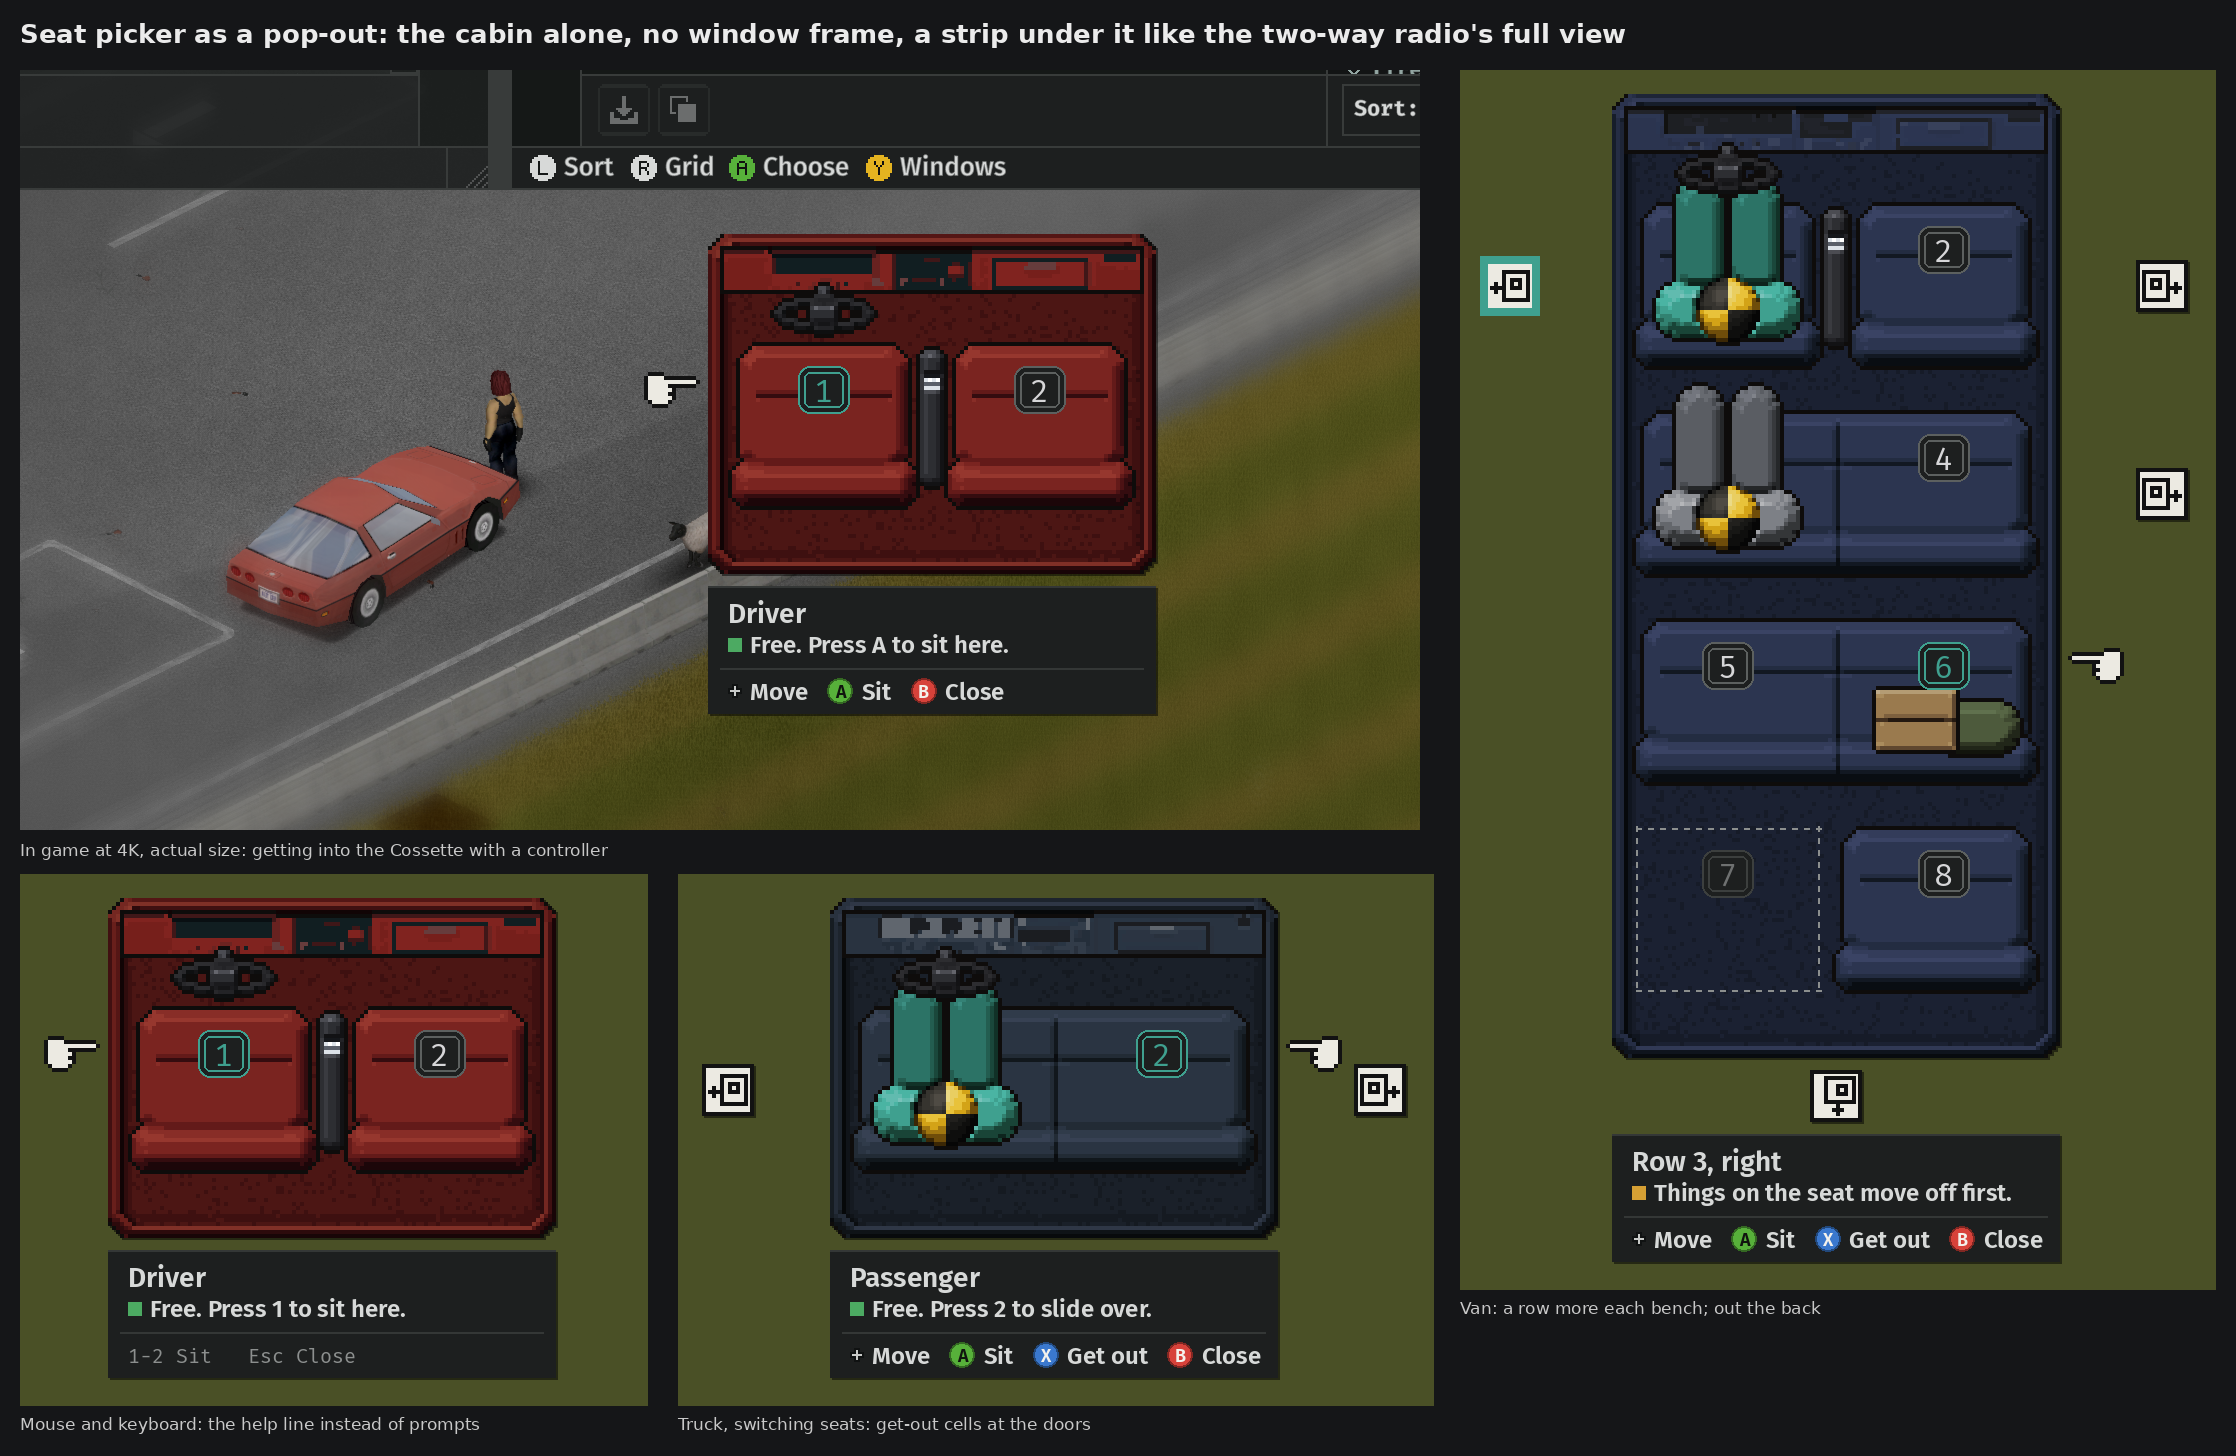 Seat picker as a pop-out: the cabin alone, no window frame, a strip under it like the two-way radio's full view
Sort:
L Sort R Grid A Choose Y Windows
1 2
Driver
Free. Press A to sit here.
+ Move A Sit B Close
In game at 4K, actual size: getting into the Cossette with a controller
1 2
Driver
Free. Press 1 to sit here.
1-2 Sit Esc Close
Mouse and keyboard: the help line instead of prompts
2
Passenger
Free. Press 2 to slide over.
+ Move A Sit X Get out B Close
Truck, switching seats: get-out cells at the doors
2
4
5 6
7 8
Row 3, right
Things on the seat move off first.
+ Move A Sit X Get out B Close
Van: a row more each bench; out the back